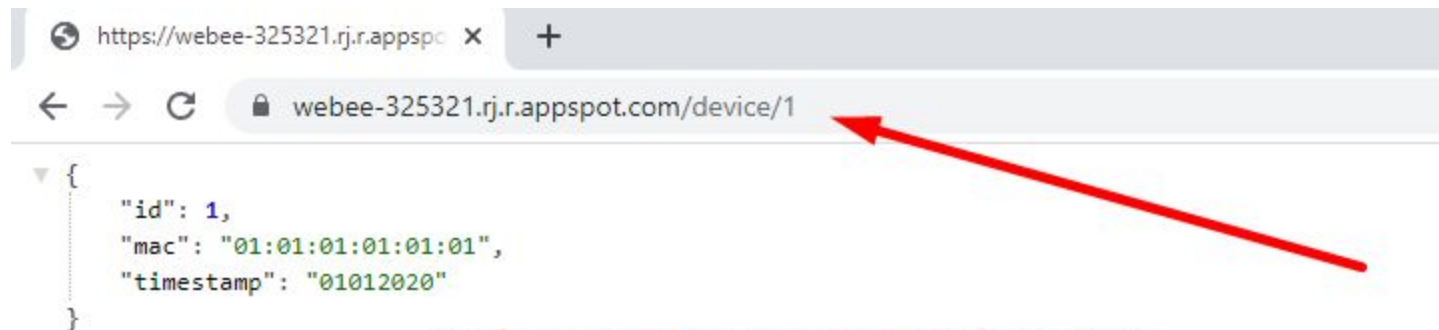 https://webee-325321.rj.r.appspo
webee-325321.rj.r.appspot.com/device/1
{
"id": 1,
"mac": "01:01:01:01:01:01",
"timestamp": "01012020"
}